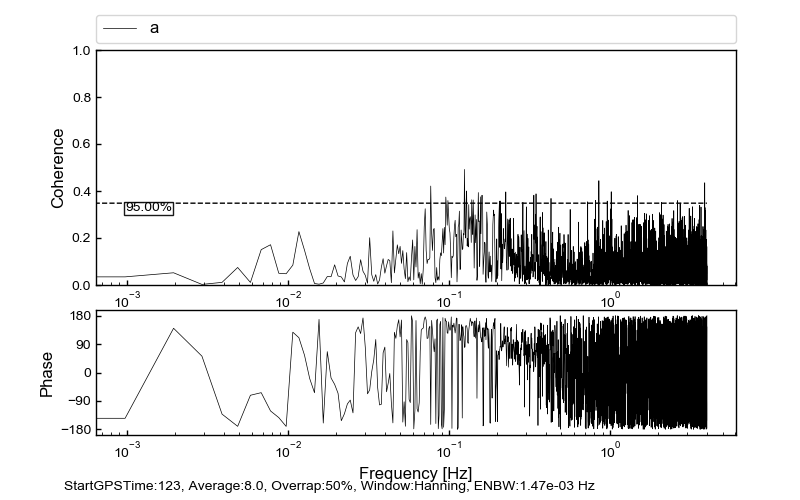 a
1.0
0.8
0.6
0.4
0.2
0.0
Coherence
95.00%
10⁻³ 10⁻² 10⁻¹ 10⁰
180
90
0
−90
−180
Phase
10⁻³ 10⁻² 10⁻¹ 10⁰
Frequency [Hz]
StartGPSTime:123, Average:8.0, Overrap:50%, Window:Hanning, ENBW:1.47e-03 Hz